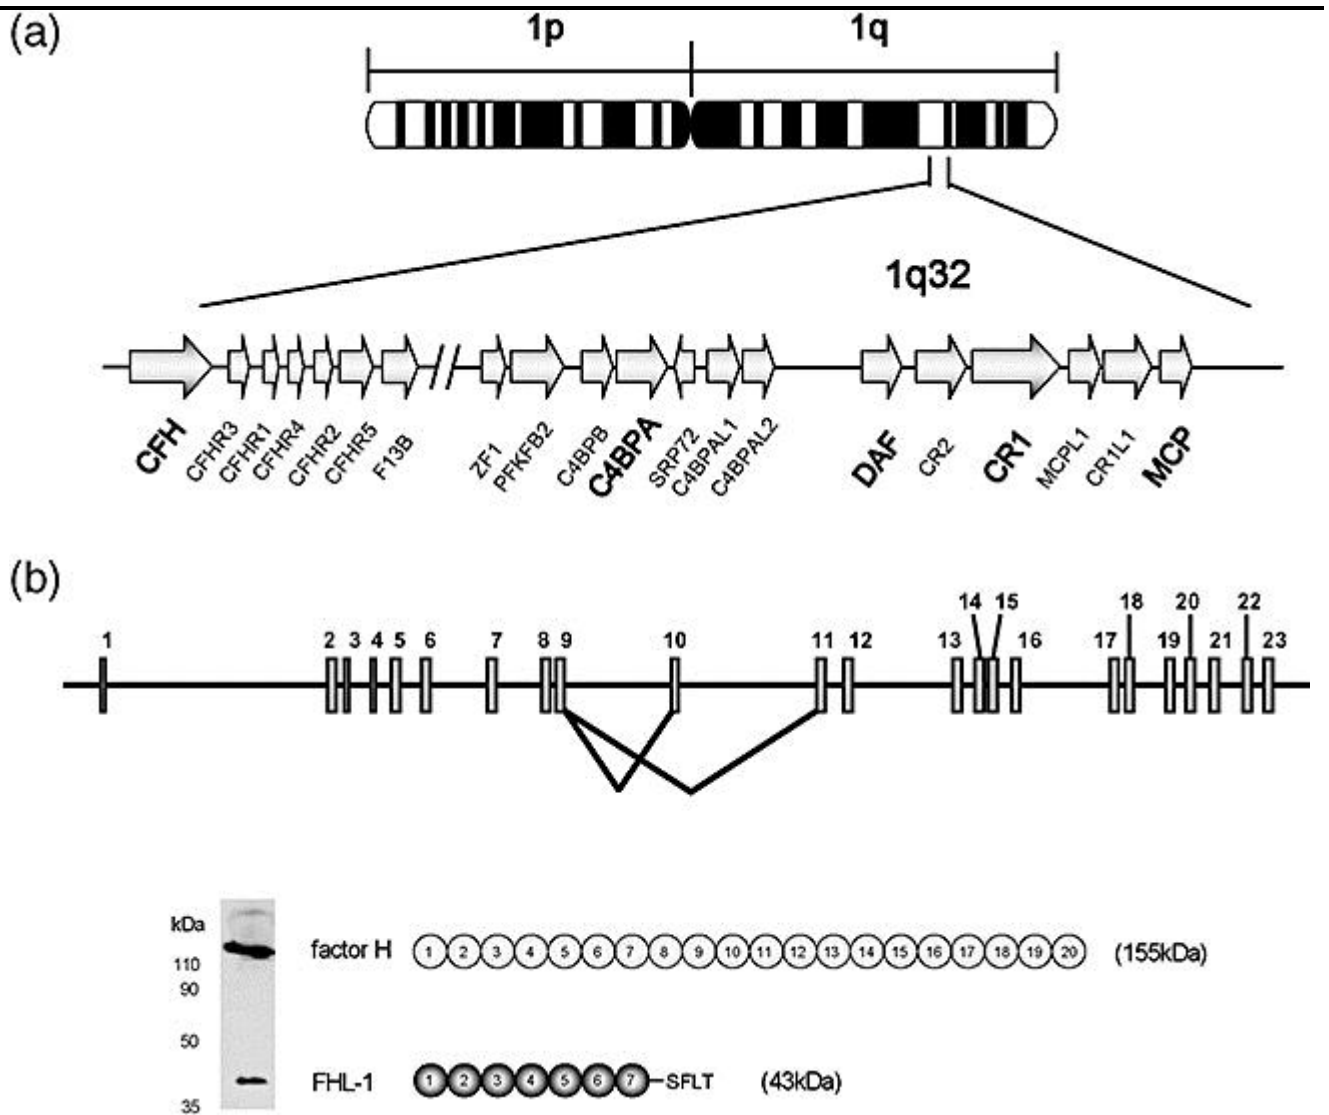 (a)
1p 1q
1q32
CFH CFHR3 CFHR1 CFHR4 CFHR2 CFHR5 F13B ZF1 PFKFB2 C4BPB C4BPA SRP72 C4BPAL1 C4BPAL2 DAF CR2 CR1 MCPL1 CR1L1 MCP
(b)
14 15 18 20 22
1 2 3 4 5 6 7 8 9 10 11 12 13 16 17 19 21 23
kDa
factor H 1 2 3 4 5 6 7 8 9 10 11 12 13 14 15 16 17 18 19 20 (155kDa)
110
90
50
FHL-1 1 2 3 4 5 6 7 -SFLT (43kDa)
35